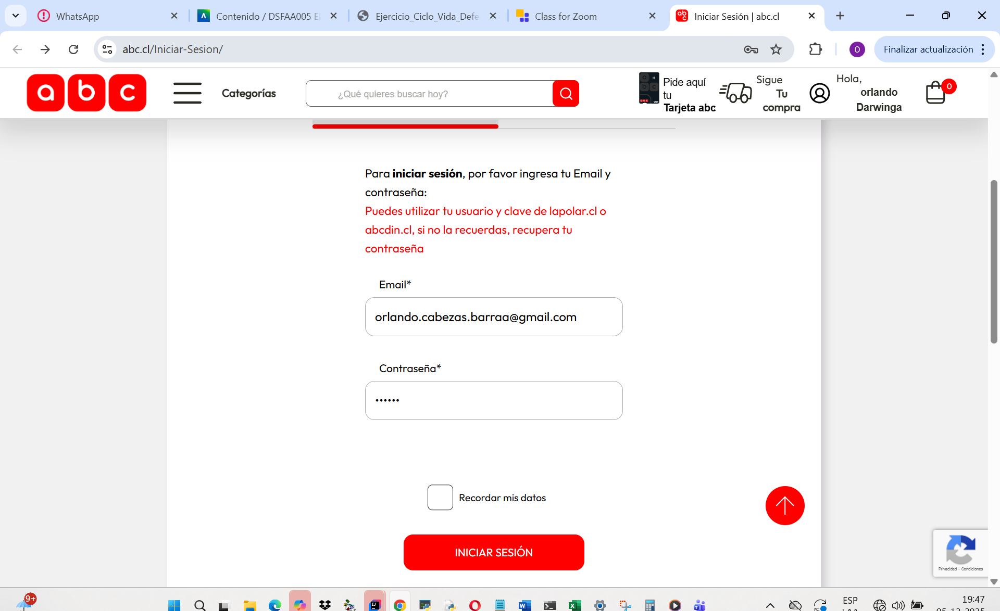 WhatsApp
Contenido / DSFAA005 El
Ejercicio_Ciclo_Vida_Defe
Class for Zoom
Iniciar Sesión | abc.cl
abc.cl/Iniciar-Sesion/
O
Finalizar actualización
abc
Categorías
¿Qué quieres buscar hoy?
Pide aquí
tu
Tarjeta abc
Sigue
Tu
compra
Hola,
orlando
Darwinga
0
Para iniciar sesión, por favor ingresa tu Email y
contraseña:
Puedes utilizar tu usuario y clave de lapolar.cl o
abcdin.cl, si no la recuerdas, recupera tu
contraseña
Email*
orlando.cabezas.barraa@gmail.com
Contraseña*
••••••
Recordar mis datos
INICIAR SESIÓN
Privacidad - Condiciones
9+
ESP
19:47